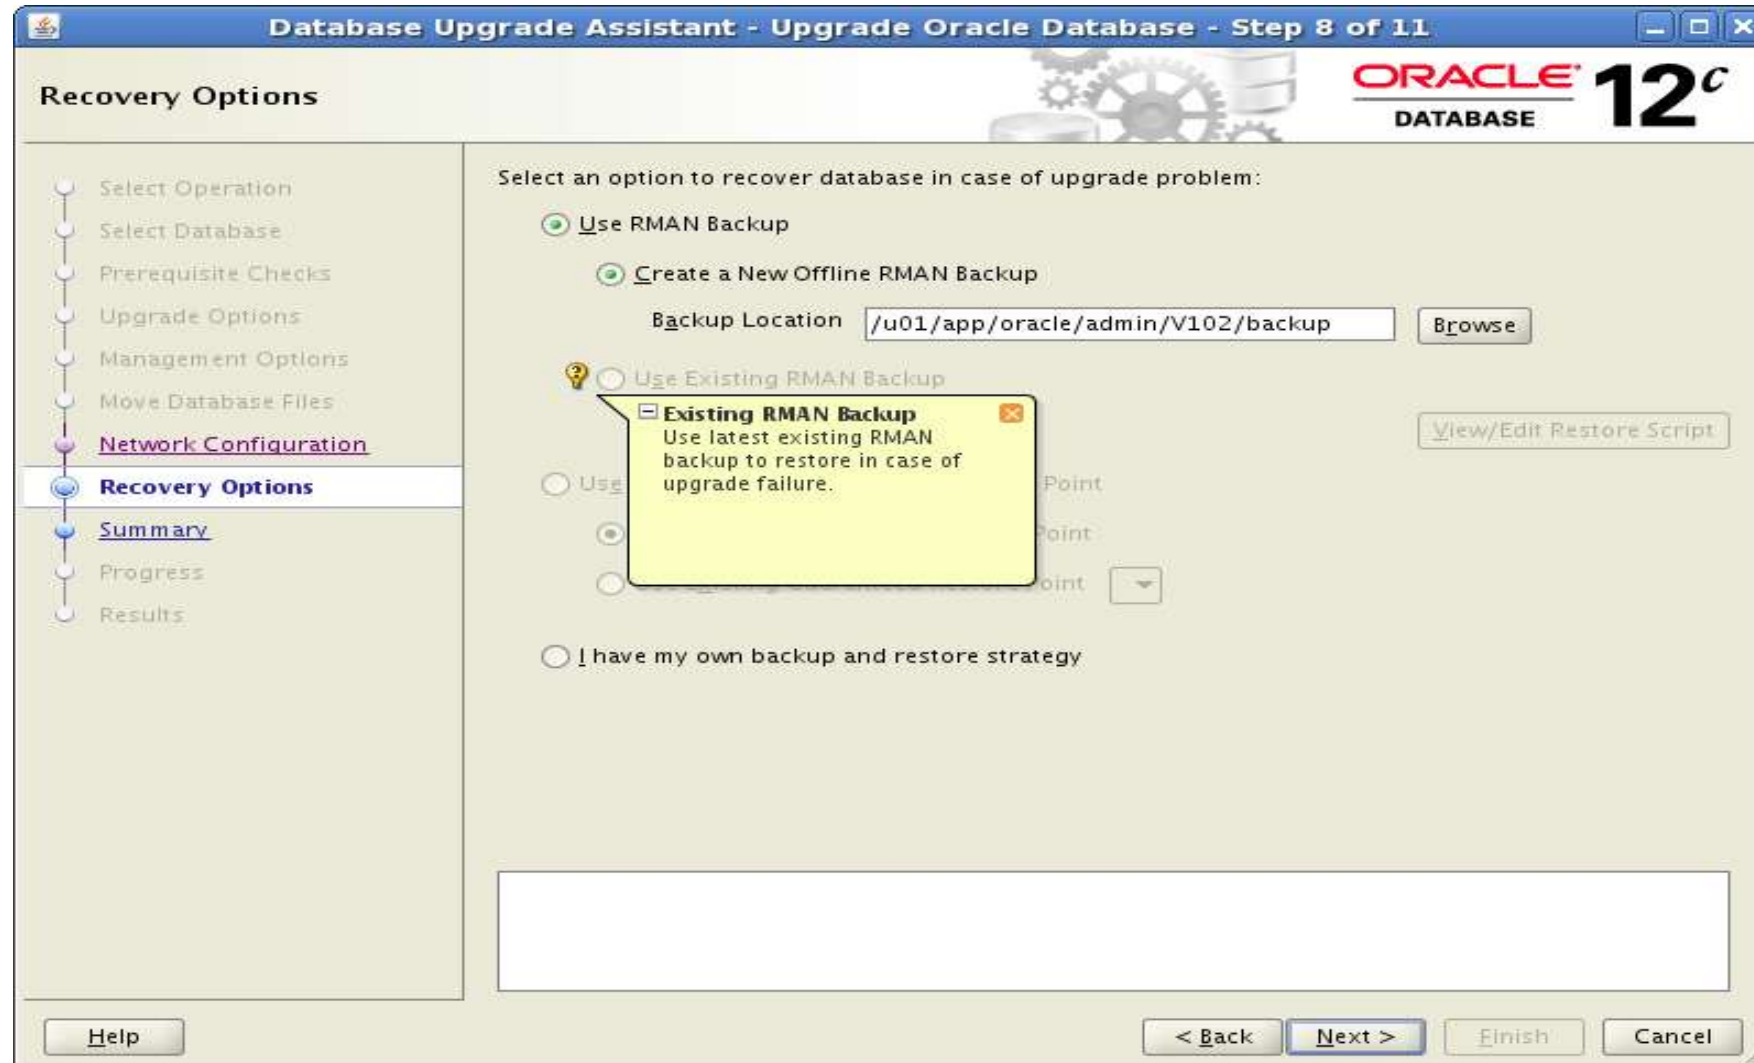 Database Upgrade Assistant - Upgrade Oracle Database - Step 8 of 11
Recovery Options
ORACLE
DATABASE
12c
Select Operation
Select Database
Prerequisite Checks
Upgrade Options
Management Options
Move Database Files
Network Configuration
Recovery Options
Summary
Progress
Results
Select an option to recover database in case of upgrade problem:
Use RMAN Backup
Create a New Offline RMAN Backup
Backup Location /u01/app/oracle/admin/V102/backup Browse
Use Existing RMAN Backup
Existing RMAN Backup
Use latest existing RMAN
backup to restore in case of
upgrade failure.
View/Edit Restore Script
Use Point
Point
Point
I have my own backup and restore strategy
Help < Back Next > Finish Cancel